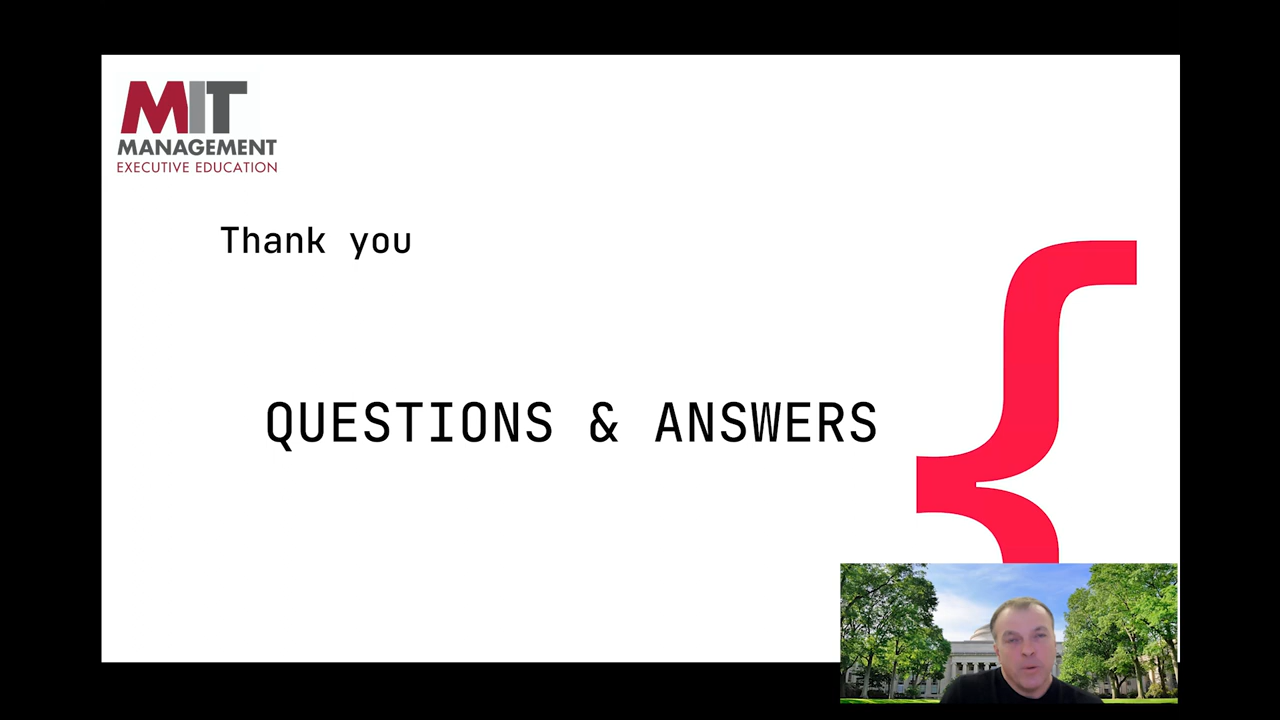 MIT
MANAGEMENT
EXECUTIVE EDUCATION
Thank you
QUESTIONS & ANSWERS
{